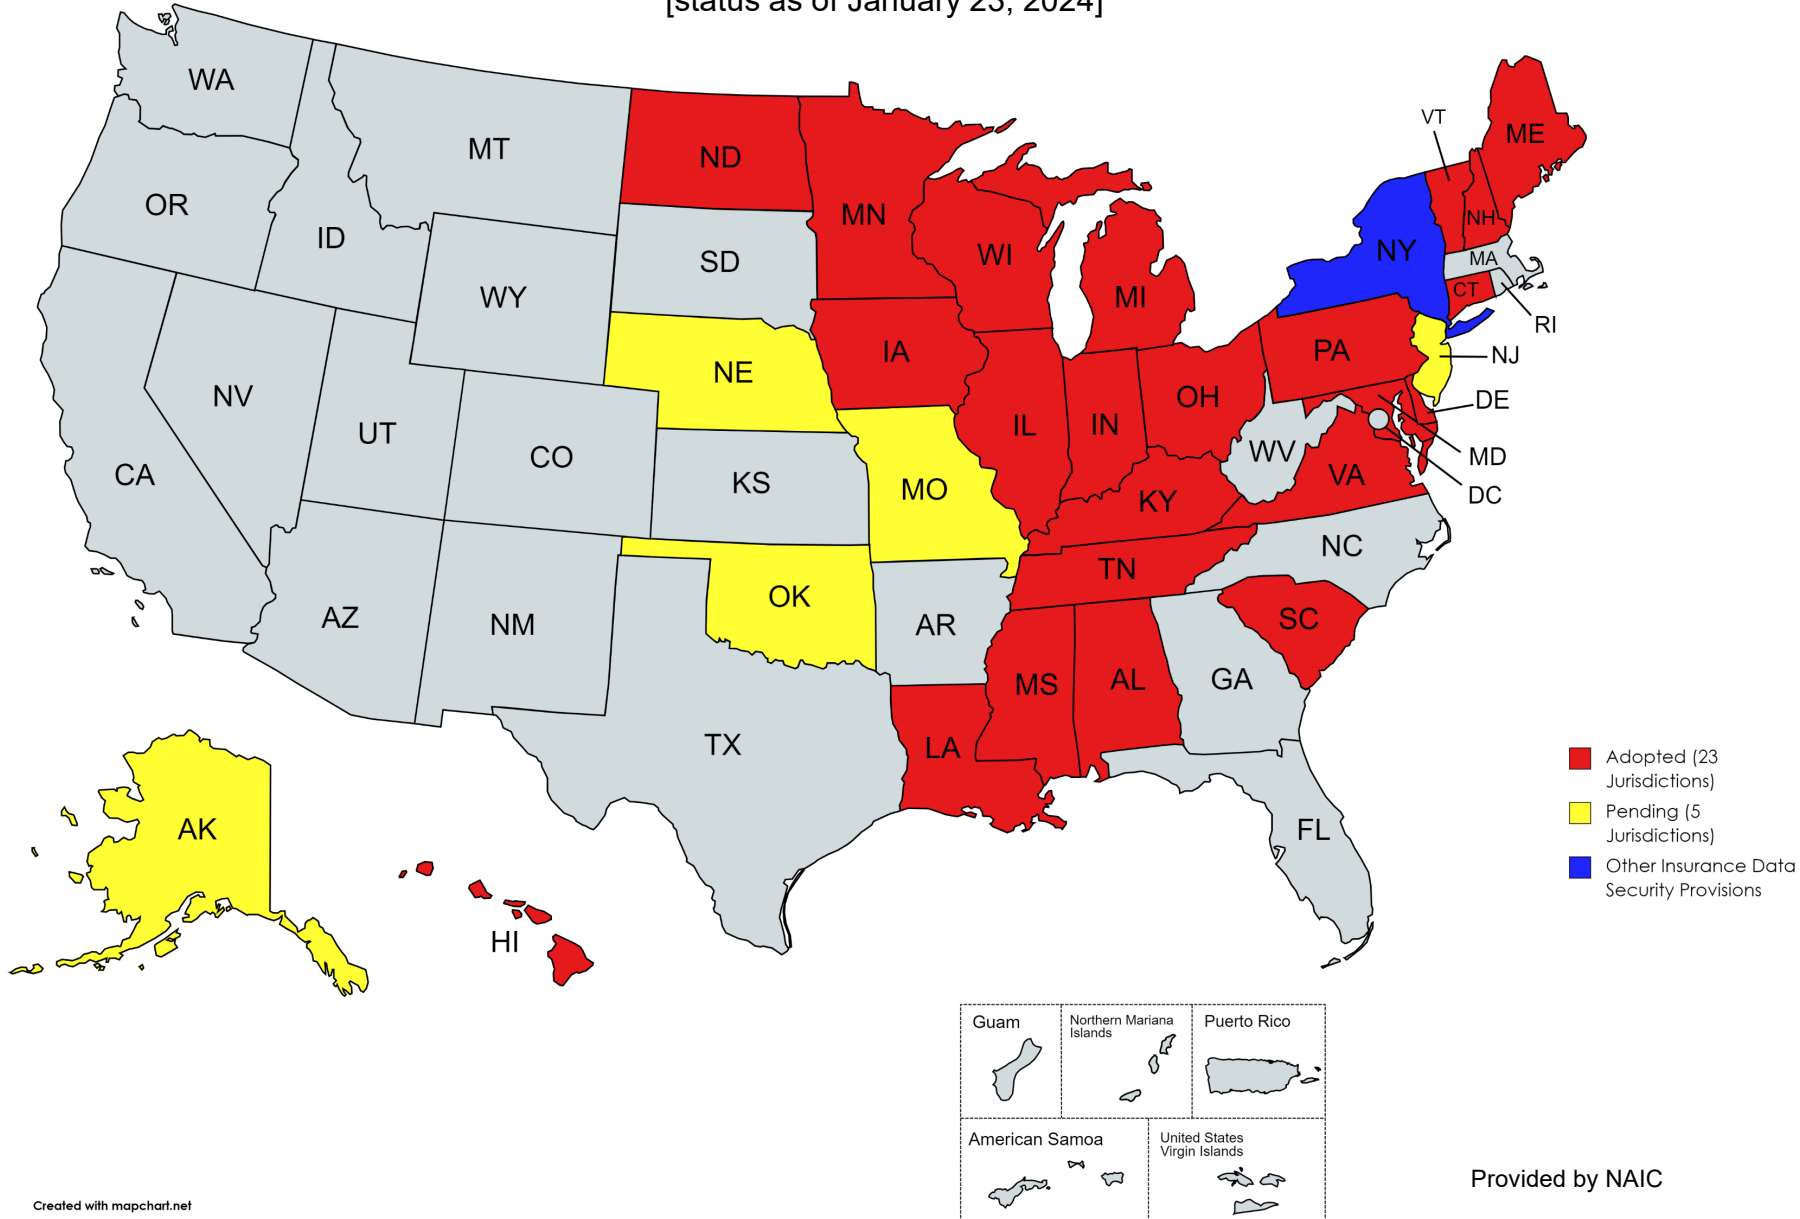 [status as of January 23, 2024]
WA
MT
ND
MN
VT
ME
OR
ID
SD
WI
NH
NY
MA
WY
MI
CT
RI
NE
IA
PA
NJ
NV
UT
CO
IL
IN
OH
DE
CA
KS
MO
WV
MD
VA
DC
KY
NC
AZ
NM
OK
AR
TN
SC
TX
LA
MS
AL
GA
FL
AK
HI
Adopted (23
Jurisdictions)
Pending (5
Jurisdictions)
Other Insurance Data
Security Provisions
Guam
Northern Mariana
Islands
Puerto Rico
American Samoa
United States
Virgin Islands
Provided by NAIC
Created with mapchart.net